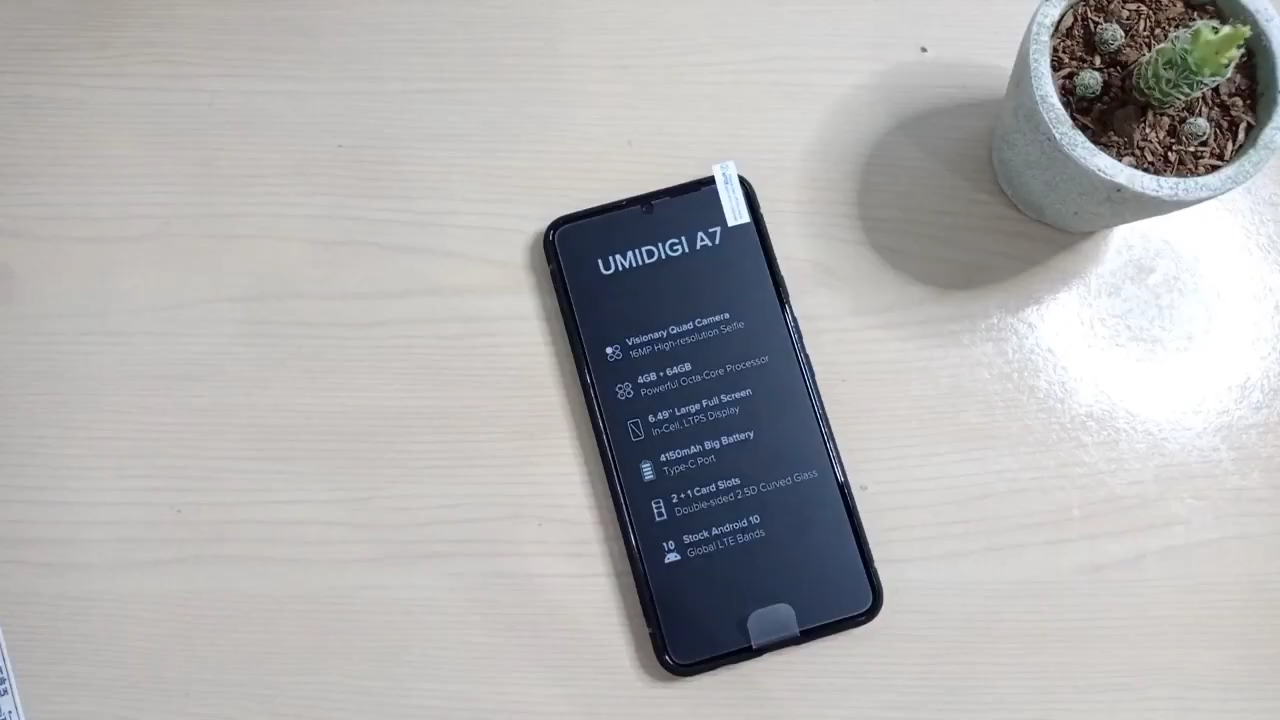 UMIDIGI A7
Visionary Quad Camera
16MP High-resolution Selfie
4GB + 64GB
Powerful Octa-Core Processor
6.49" Large Full Screen
In-Cell, LTPS Display
4150mAh Big Battery
Type-C Port
2 + 1 Card Slots
Double-sided 2.5D Curved Glass
10
Stock Android 10
Global LTE Bands